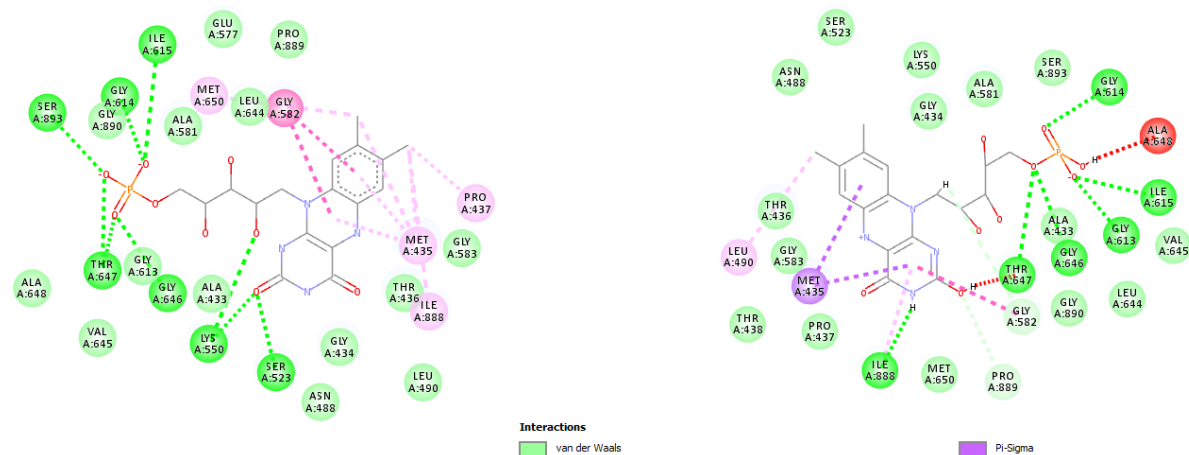 GLU
A:577
PRO
A:889
ILE
A:615
MET
A:650
GLY
A:614
LEU
A:644
GLY
A:582
SER
A:893
GLY
A:890
ALA
A:581
O⁻
O⁻
P
O
O
O
O
O
N
N
N
N
O
O
PRO
A:437
MET
A:435
GLY
A:583
THR
A:647
GLY
A:613
GLY
A:646
ALA
A:433
THR
A:436
ILE
A:888
ALA
A:648
VAL
A:645
LYS
A:550
SER
A:523
GLY
A:434
LEU
A:490
ASN
A:488
SER
A:523
LYS
A:550
SER
A:893
ASN
A:488
ALA
A:581
GLY
A:614
GLY
A:434
ALA
A:648
O
P
O
H
O⁻
O
O
O
O
H
N
⁺N
N
N
O
O
H
H
THR
A:436
ILE
A:615
LEU
A:490
GLY
A:583
ALA
A:433
GLY
A:613
VAL
A:645
MET
A:435
THR
A:647
GLY
A:646
THR
A:438
PRO
A:437
GLY
A:582
GLY
A:890
LEU
A:644
ILE
A:888
MET
A:650
PRO
A:889
Interactions
van der Waals
Pi-Sigma